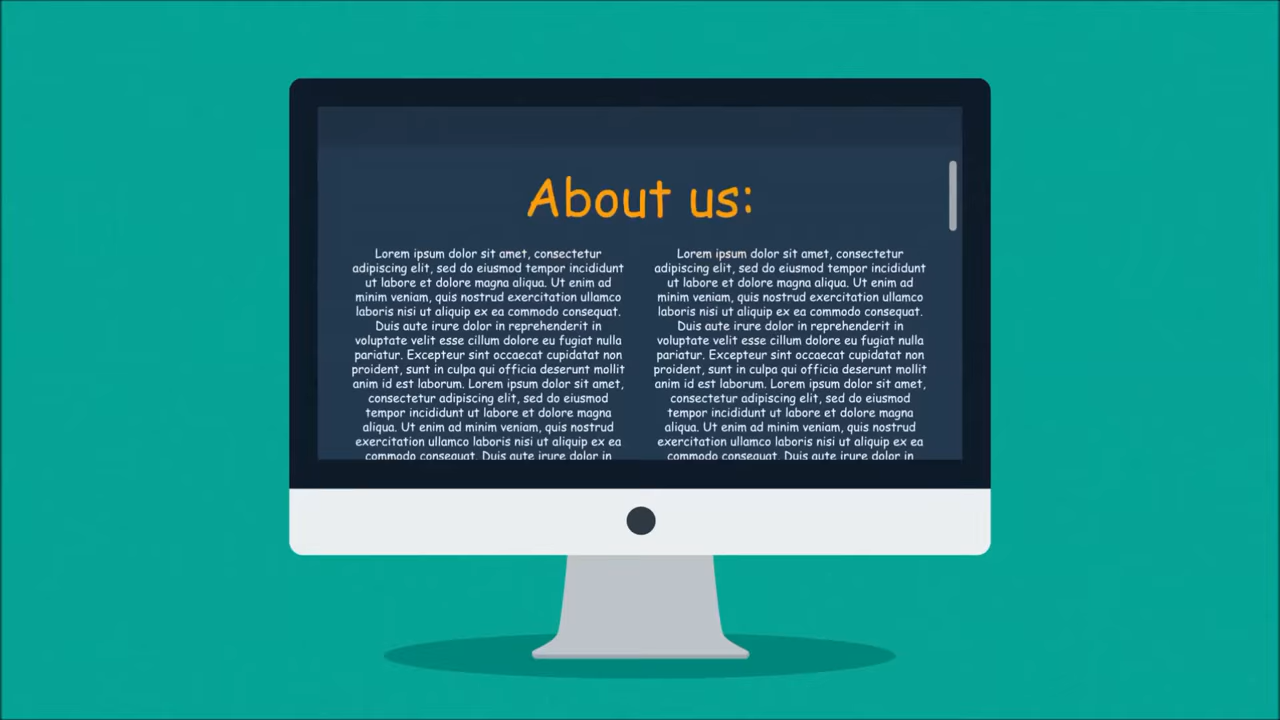 About us:
Lorem ipsum dolor sit amet, consectetur
adipiscing elit, sed do eiusmod tempor incididunt
ut labore et dolore magna aliqua. Ut enim ad
minim veniam, quis nostrud exercitation ullamco
laboris nisi ut aliquip ex ea commodo consequat.
Duis aute irure dolor in reprehenderit in
voluptate velit esse cillum dolore eu fugiat nulla
pariatur. Excepteur sint occaecat cupidatat non
proident, sunt in culpa qui officia deserunt mollit
anim id est laborum. Lorem ipsum dolor sit amet,
consectetur adipiscing elit, sed do eiusmod
tempor incididunt ut labore et dolore magna
aliqua. Ut enim ad minim veniam, quis nostrud
exercitation ullamco laboris nisi ut aliquip ex ea
commodo consequat. Duis aute irure dolor in
Lorem ipsum dolor sit amet, consectetur
adipiscing elit, sed do eiusmod tempor incididunt
ut labore et dolore magna aliqua. Ut enim ad
minim veniam, quis nostrud exercitation ullamco
laboris nisi ut aliquip ex ea commodo consequat.
Duis aute irure dolor in reprehenderit in
voluptate velit esse cillum dolore eu fugiat nulla
pariatur. Excepteur sint occaecat cupidatat non
proident, sunt in culpa qui officia deserunt mollit
anim id est laborum. Lorem ipsum dolor sit amet,
consectetur adipiscing elit, sed do eiusmod
tempor incididunt ut labore et dolore magna
aliqua. Ut enim ad minim veniam, quis nostrud
exercitation ullamco laboris nisi ut aliquip ex ea
commodo consequat. Duis aute irure dolor in